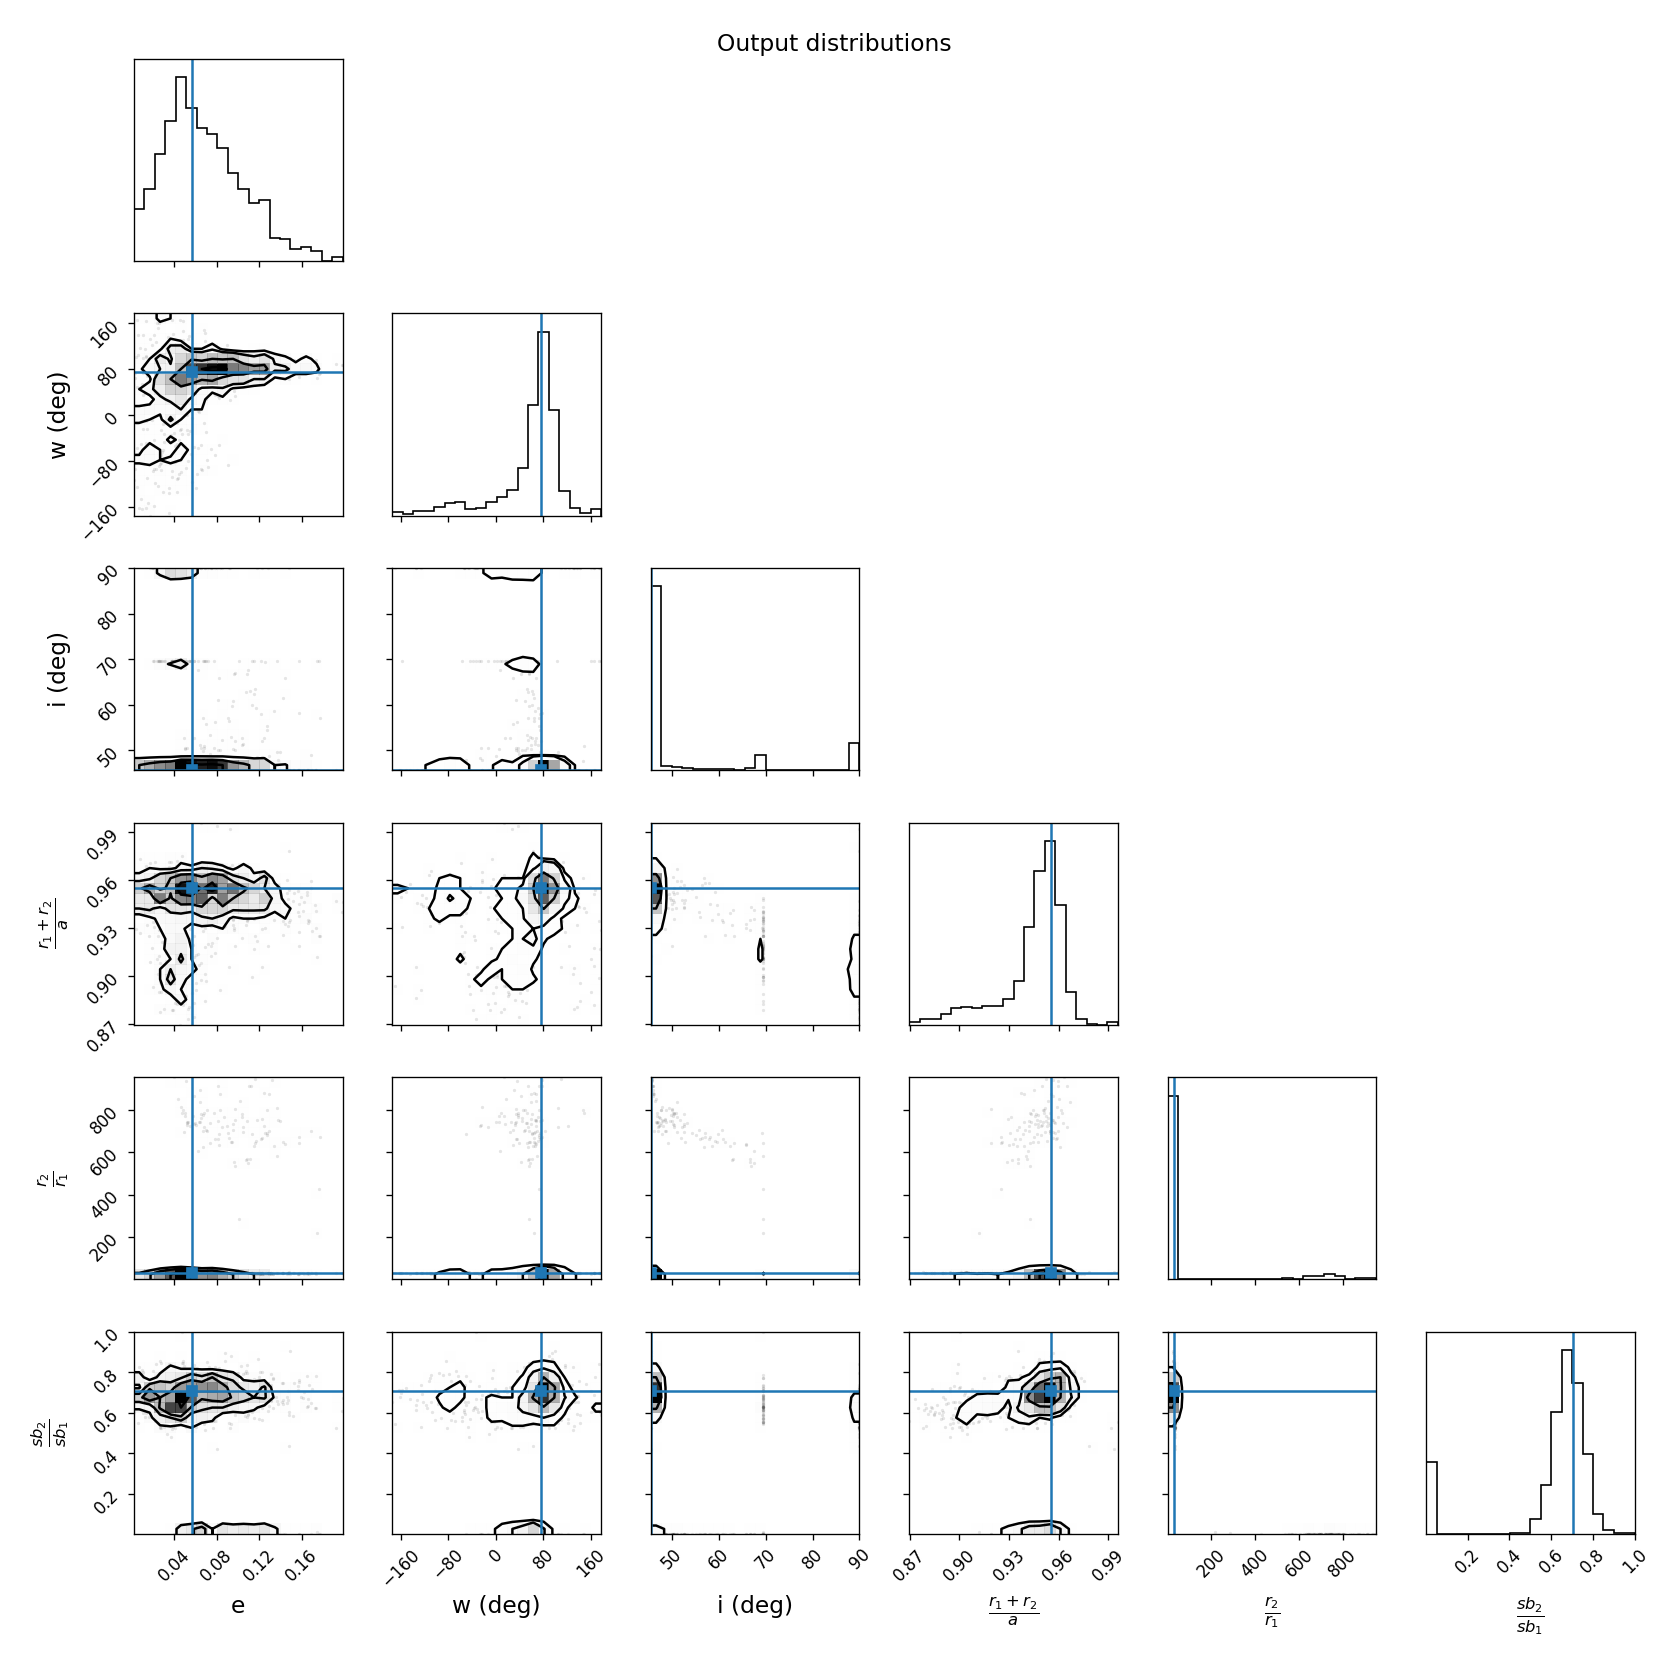 Output distributions
160
80
0
−80
−160
w (deg)
90
80
70
60
50
i (deg)
0.99
0.96
0.93
0.90
0.87
r₁ + r₂
a
800
600
400
200
r₂
r₁
1.0
0.8
0.6
0.4
0.2
sb₂
sb₁
0.04 0.08 0.12 0.16
−160 −80 0 80 160
50 60 70 80 90
0.87 0.90 0.93 0.96 0.99
200 400 600 800
0.2 0.4 0.6 0.8 1.0
e
w (deg)
i (deg)
r₁ + r₂
a
r₂
r₁
sb₂
sb₁